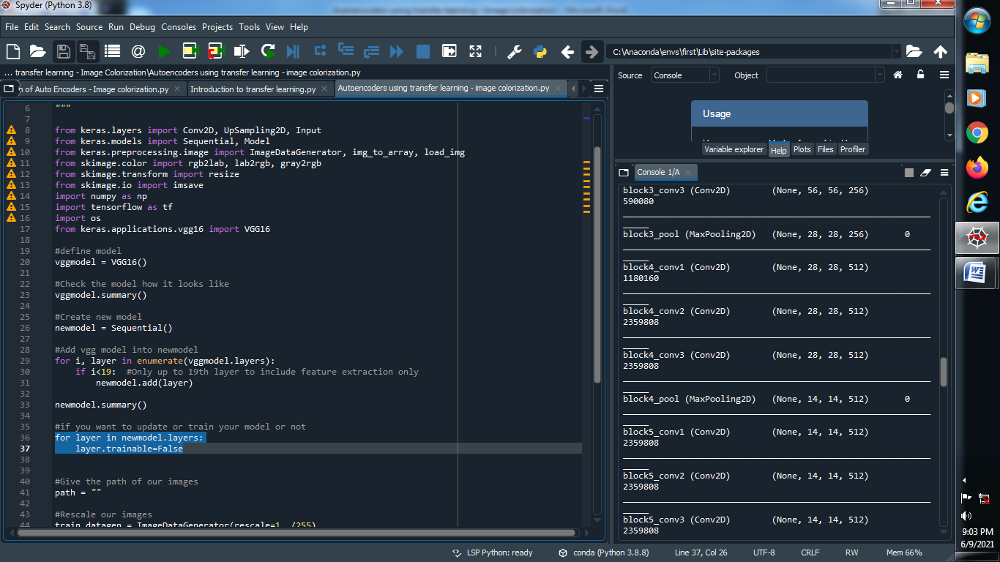 Spyder (Python 3.8)
File Edit Search Source Run Debug Consoles Projects Tools View Help
C:\Anaconda\envs\first\Lib\site-packages
... transfer learning - Image Colorization\Autoencoders using transfer learning - image colorization.py
n of Auto Encoders - Image colorization.py Introduction to transfer learning.py Autoencoders using transfer learning - image colorization.py
6 """
7
8 from keras.layers import Conv2D, UpSampling2D, Input
9 from keras.models import Sequential, Model
10 from keras.preprocessing.image import ImageDataGenerator, img_to_array, load_img
11 from skimage.color import rgb2lab, lab2rgb, gray2rgb
12 from skimage.transform import resize
13 from skimage.io import imsave
14 import numpy as np
15 import tensorflow as tf
16 import os
17 from keras.applications.vgg16 import VGG16
18
19 #define model
20 vggmodel = VGG16()
21
22 #Check the model how it looks like
23 vggmodel.summary()
24
25 #Create new model
26 newmodel = Sequential()
27
28 #Add vgg model into newmodel
29 for i, layer in enumerate(vggmodel.layers):
30 if i<19: #Only up to 19th layer to include feature extraction only
31 newmodel.add(layer)
32
33 newmodel.summary()
34
35 #if you want to update or train your model or not
36 for layer in newmodel.layers:
37 layer.trainable=False
38
39
40 #Give the path of our images
41 path = ""
42
43 #Rescale our images
44 train_datagen = ImageDataGenerator(rescale=1. /255)
Source Console Object
Usage
Variable explorer Help Plots Files Profiler
Console 1/A
block3_conv3 (Conv2D) (None, 56, 56, 256)
590080
block3_pool (MaxPooling2D) (None, 28, 28, 256) 0
block4_conv1 (Conv2D) (None, 28, 28, 512)
1180160
block4_conv2 (Conv2D) (None, 28, 28, 512)
2359808
block4_conv3 (Conv2D) (None, 28, 28, 512)
2359808
block4_pool (MaxPooling2D) (None, 14, 14, 512) 0
block5_conv1 (Conv2D) (None, 14, 14, 512)
2359808
block5_conv2 (Conv2D) (None, 14, 14, 512)
2359808
block5_conv3 (Conv2D) (None, 14, 14, 512)
2359808
LSP Python: ready conda (Python 3.8.8) Line 37, Col 26 UTF-8 CRLF RW Mem 66%
9:03 PM
6/9/2021